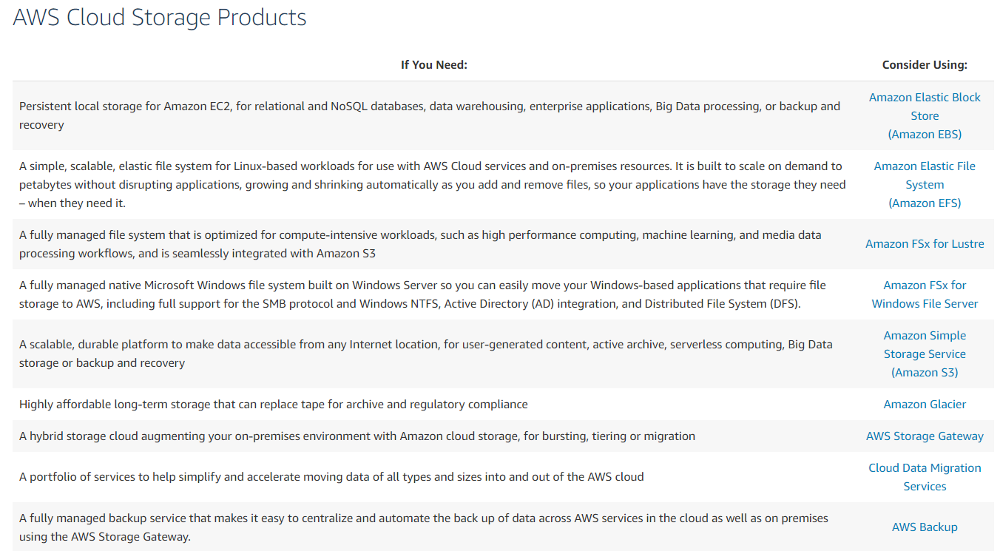 AWS Cloud Storage Products
If You Need:
Consider Using:
Persistent local storage for Amazon EC2, for relational and NoSQL databases, data warehousing, enterprise applications, Big Data processing, or backup and
recovery
Amazon Elastic Block
Store
(Amazon EBS)
A simple, scalable, elastic file system for Linux-based workloads for use with AWS Cloud services and on-premises resources. It is built to scale on demand to
petabytes without disrupting applications, growing and shrinking automatically as you add and remove files, so your applications have the storage they need
– when they need it.
Amazon Elastic File
System
(Amazon EFS)
A fully managed file system that is optimized for compute-intensive workloads, such as high performance computing, machine learning, and media data
processing workflows, and is seamlessly integrated with Amazon S3
Amazon FSx for Lustre
A fully managed native Microsoft Windows file system built on Windows Server so you can easily move your Windows-based applications that require file
storage to AWS, including full support for the SMB protocol and Windows NTFS, Active Directory (AD) integration, and Distributed File System (DFS).
Amazon FSx for
Windows File Server
A scalable, durable platform to make data accessible from any Internet location, for user-generated content, active archive, serverless computing, Big Data
storage or backup and recovery
Amazon Simple
Storage Service
(Amazon S3)
Highly affordable long-term storage that can replace tape for archive and regulatory compliance
Amazon Glacier
A hybrid storage cloud augmenting your on-premises environment with Amazon cloud storage, for bursting, tiering or migration
AWS Storage Gateway
A portfolio of services to help simplify and accelerate moving data of all types and sizes into and out of the AWS cloud
Cloud Data Migration
Services
A fully managed backup service that makes it easy to centralize and automate the back up of data across AWS services in the cloud as well as on premises
using the AWS Storage Gateway.
AWS Backup